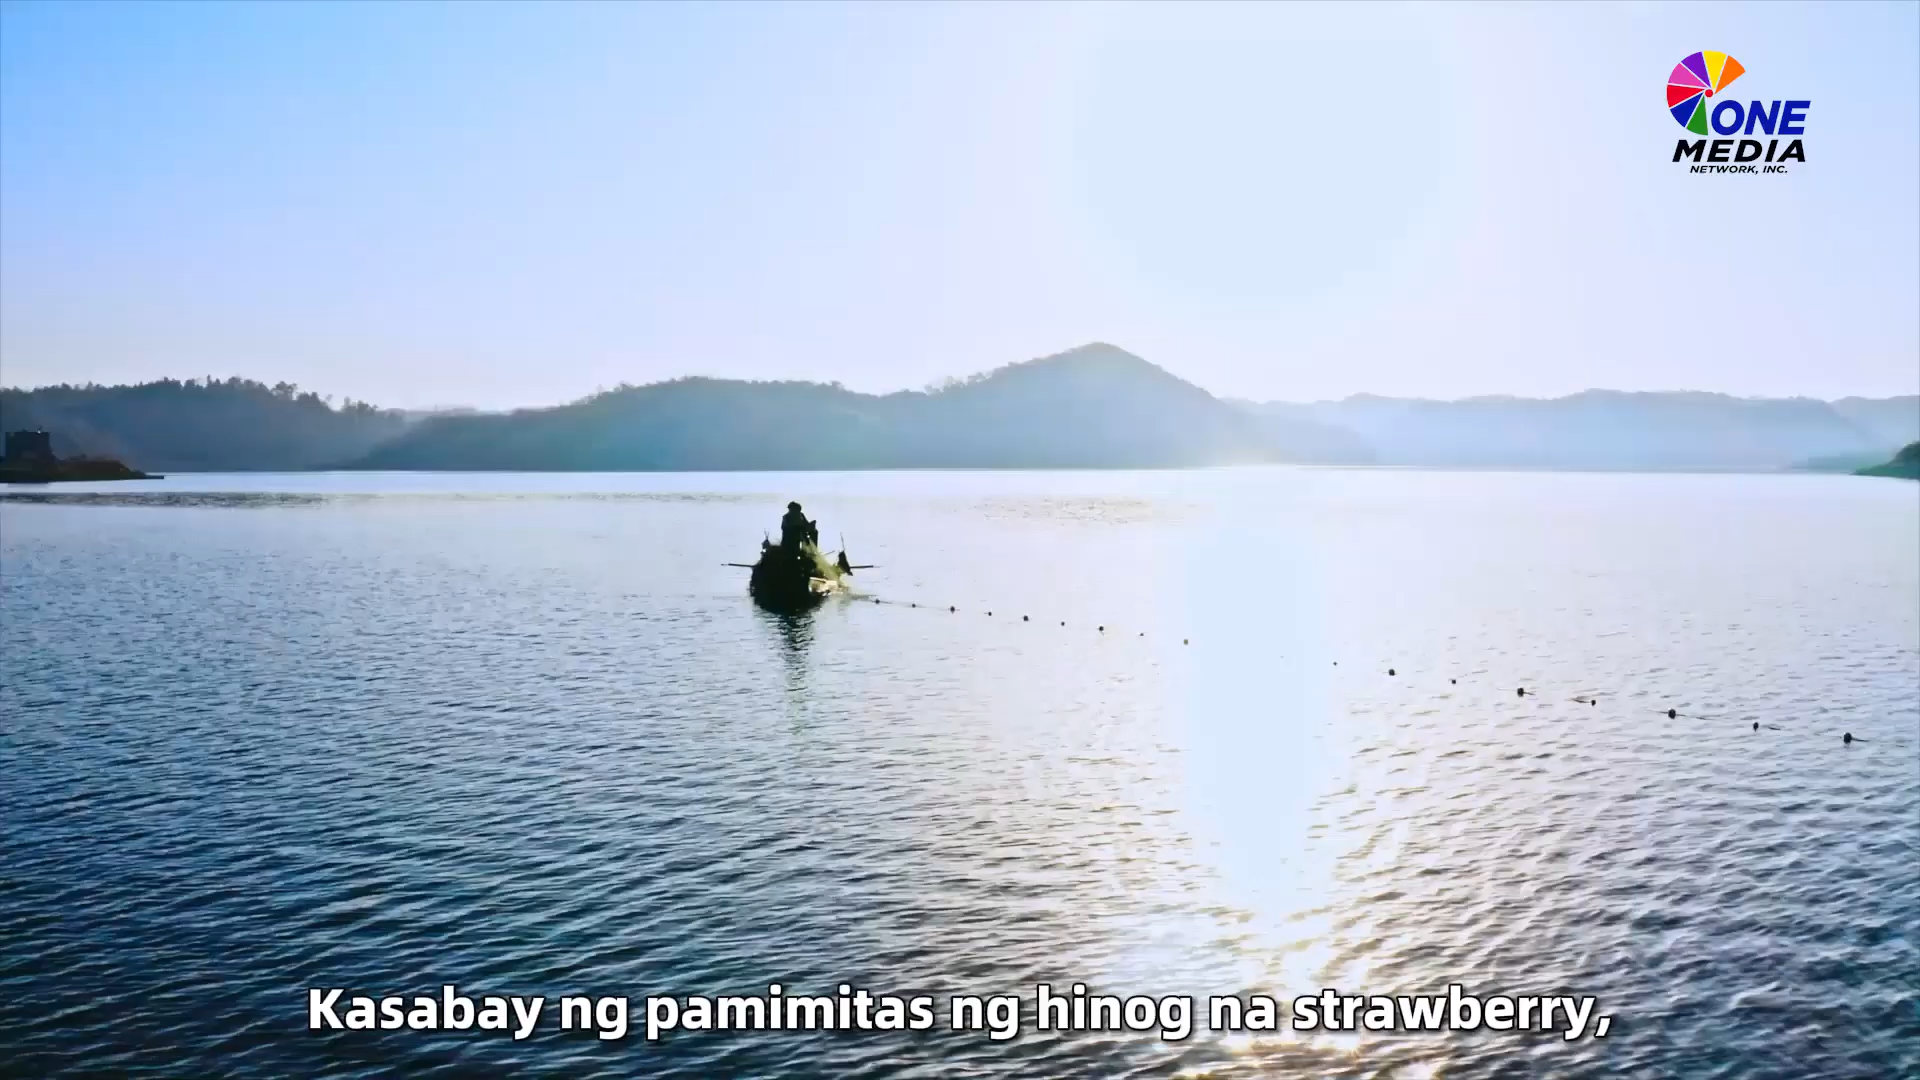 ONE
MEDIA
NETWORK, INC.
Kasabay ng pamimitas ng hinog na strawberry,